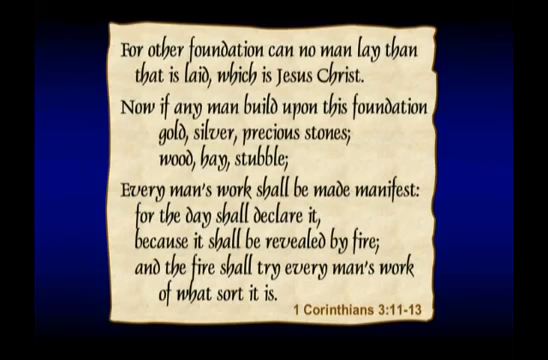 For other foundation can no man lay than
that is laid, which is Jesus Christ.
Now if any man build upon this foundation
gold, silver, precious stones;
wood, hay, stubble;
Every man's work shall be made manifest:
for the day shall declare it,
because it shall be revealed by fire;
and the fire shall try every man's work
of what sort it is.
1 Corinthians 3:11-13